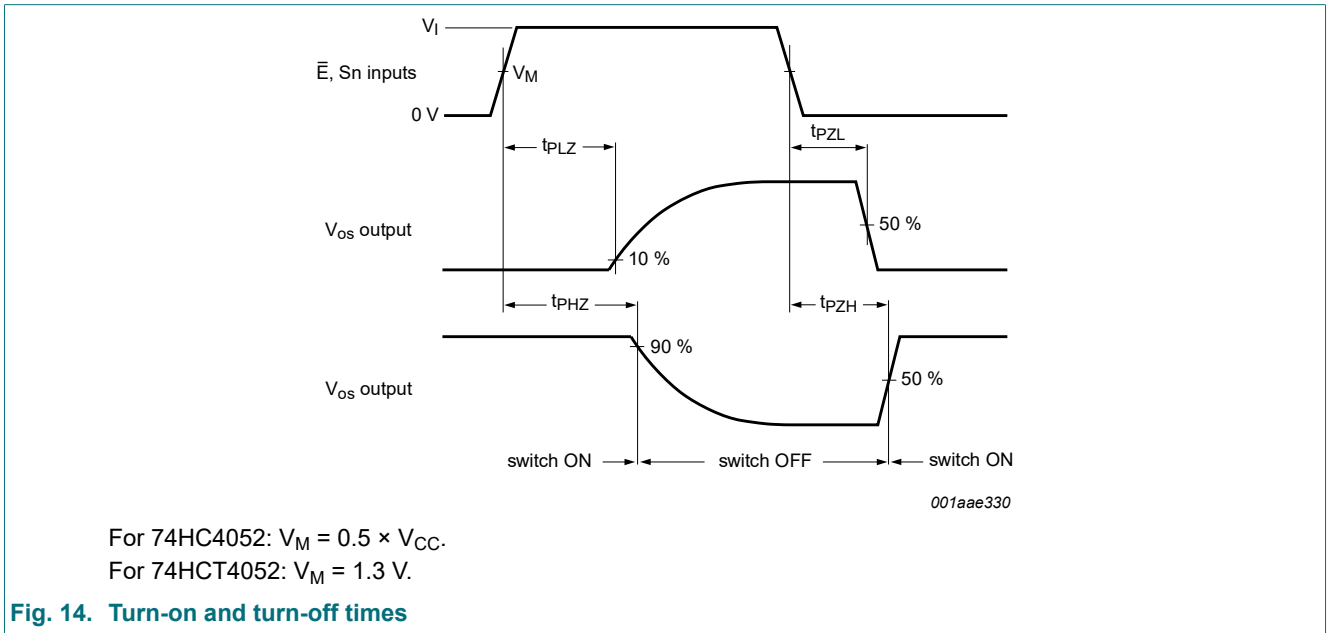 V_I
Ē, Sn inputs
V_M
0 V
t_PLZ
t_PZL
V_os output
50 %
10 %
t_PHZ
t_PZH
90 %
V_os output
50 %
switch ON
switch OFF
switch ON
001aae330
For 74HC4052: V_M = 0.5 × V_CC.
For 74HCT4052: V_M = 1.3 V.
Fig. 14. Turn-on and turn-off times